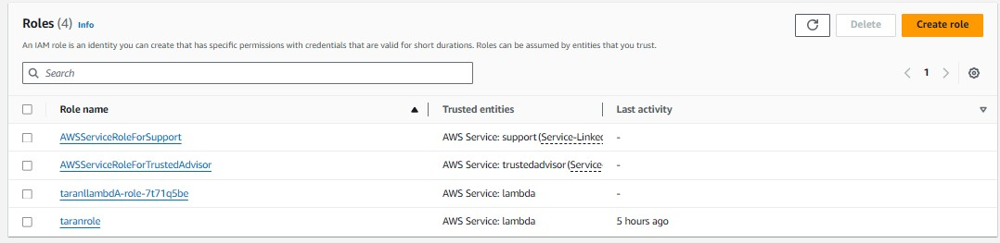 Roles (4) Info
Delete
Create role
An IAM role is an identity you can create that has specific permissions with credentials that are valid for short durations. Roles can be assumed by entities that you trust.
Search
1
Role name Trusted entities Last activity
AWSServiceRoleForSupport AWS Service: support (Service-Linked -
AWSServiceRoleForTrustedAdvisor AWS Service: trustedadvisor (Service- -
taranllambdA-role-7t71q5be AWS Service: lambda -
taranrole AWS Service: lambda 5 hours ago